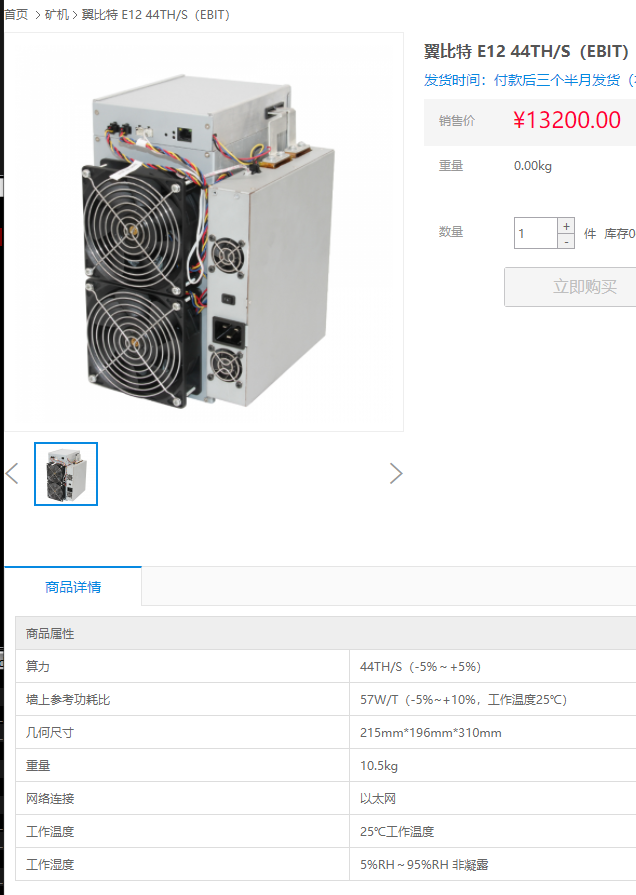 首页 > 矿机 > 翼比特 E12 44TH/S（EBIT）
翼比特 E12 44TH/S（EBIT）
发货时间：付款后三个半月发货（
销售价 ¥13200.00
重量 0.00kg
数量 1 + - 件 库存0
立即购买
商品详情
商品属性
算力 44TH/S（-5%～+5%）
墙上参考功耗比 57W/T（-5%~+10%，工作温度25℃）
几何尺寸 215mm*196mm*310mm
重量 10.5kg
网络连接 以太网
工作温度 25℃工作温度
工作湿度 5%RH～95%RH 非凝露